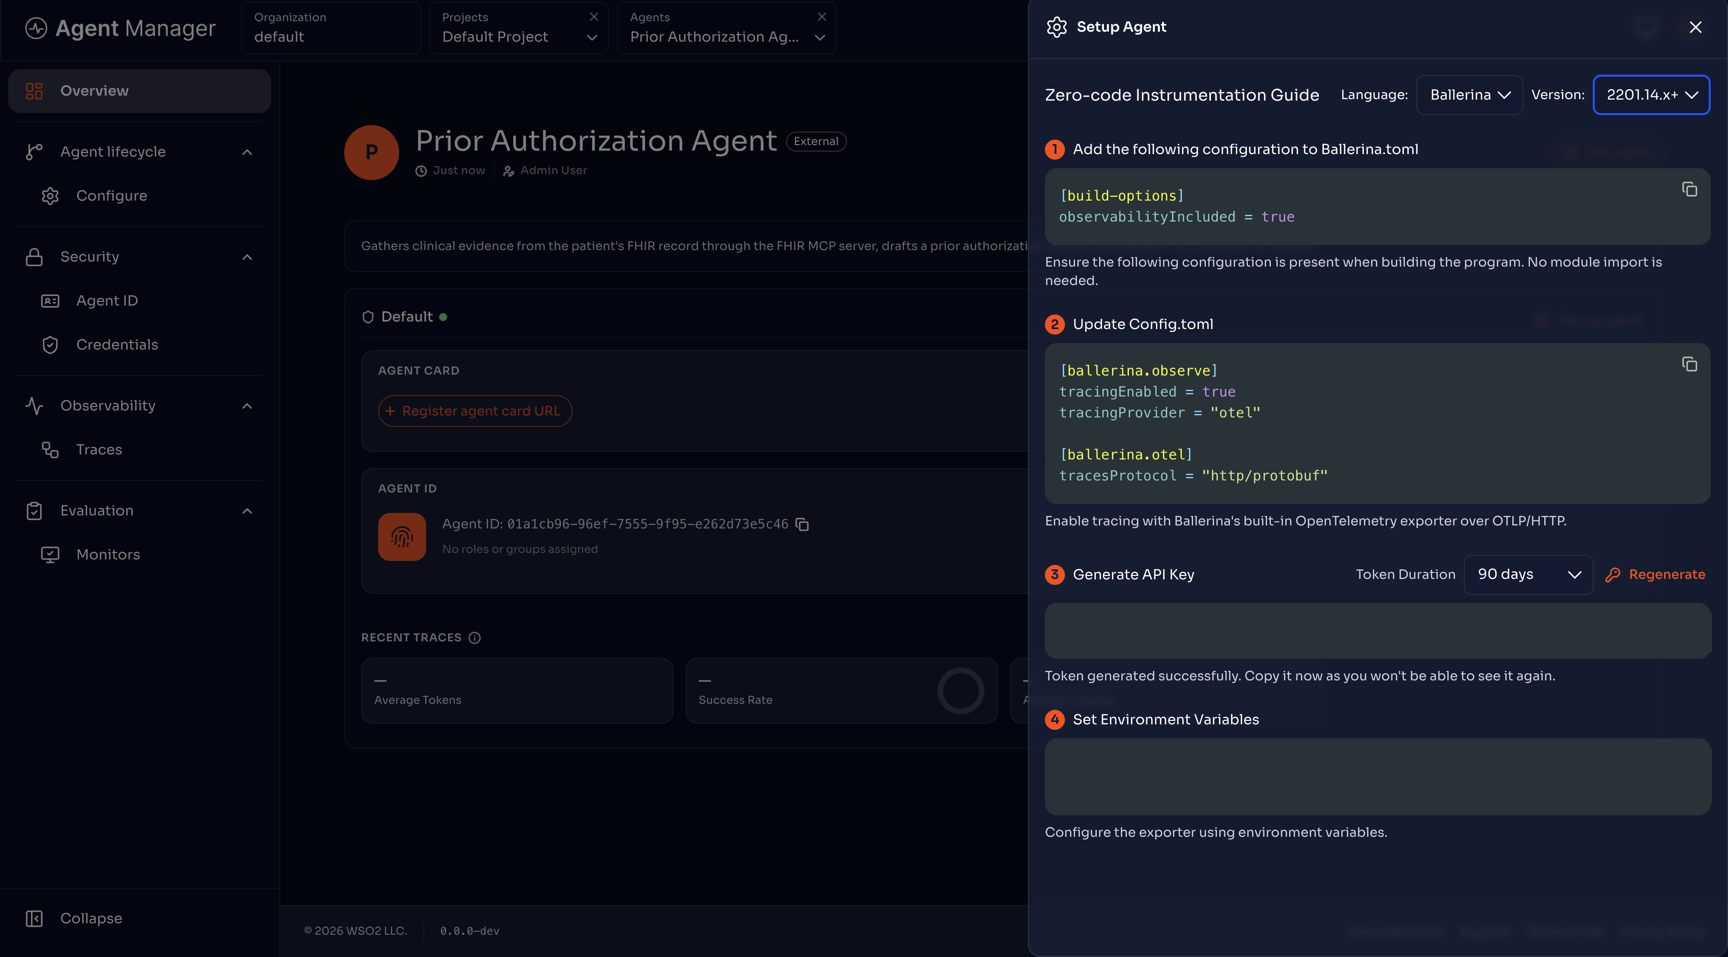 Agent Manager
Organization
default
Projects
Default Project
Agents
Prior Authorization Ag...
Overview
Agent lifecycle
Configure
Security
Agent ID
Credentials
Observability
Traces
Evaluation
Monitors
Collapse
P
Prior Authorization Agent
External
Just now
Admin User
Gathers clinical evidence from the patient's FHIR record through the FHIR MCP server, drafts a prior authorizati
Default
AGENT CARD
+ Register agent card URL
AGENT ID
Agent ID: 01a1cb96-96ef-7555-9f95-e262d73e5c46
No roles or groups assigned
RECENT TRACES
—
Average Tokens
—
Success Rate
© 2026 WSO2 LLC.
0.0.0-dev
Setup Agent
Zero-code Instrumentation Guide
Language:
Ballerina
Version:
2201.14.x+
1 Add the following configuration to Ballerina.toml
[build-options]
observabilityIncluded = true
Ensure the following configuration is present when building the program. No module import is
needed.
2 Update Config.toml
[ballerina.observe]
tracingEnabled = true
tracingProvider = "otel"
[ballerina.otel]
tracesProtocol = "http/protobuf"
Enable tracing with Ballerina's built-in OpenTelemetry exporter over OTLP/HTTP.
3 Generate API Key
Token Duration
90 days
Regenerate
Token generated successfully. Copy it now as you won't be able to see it again.
4 Set Environment Variables
Configure the exporter using environment variables.